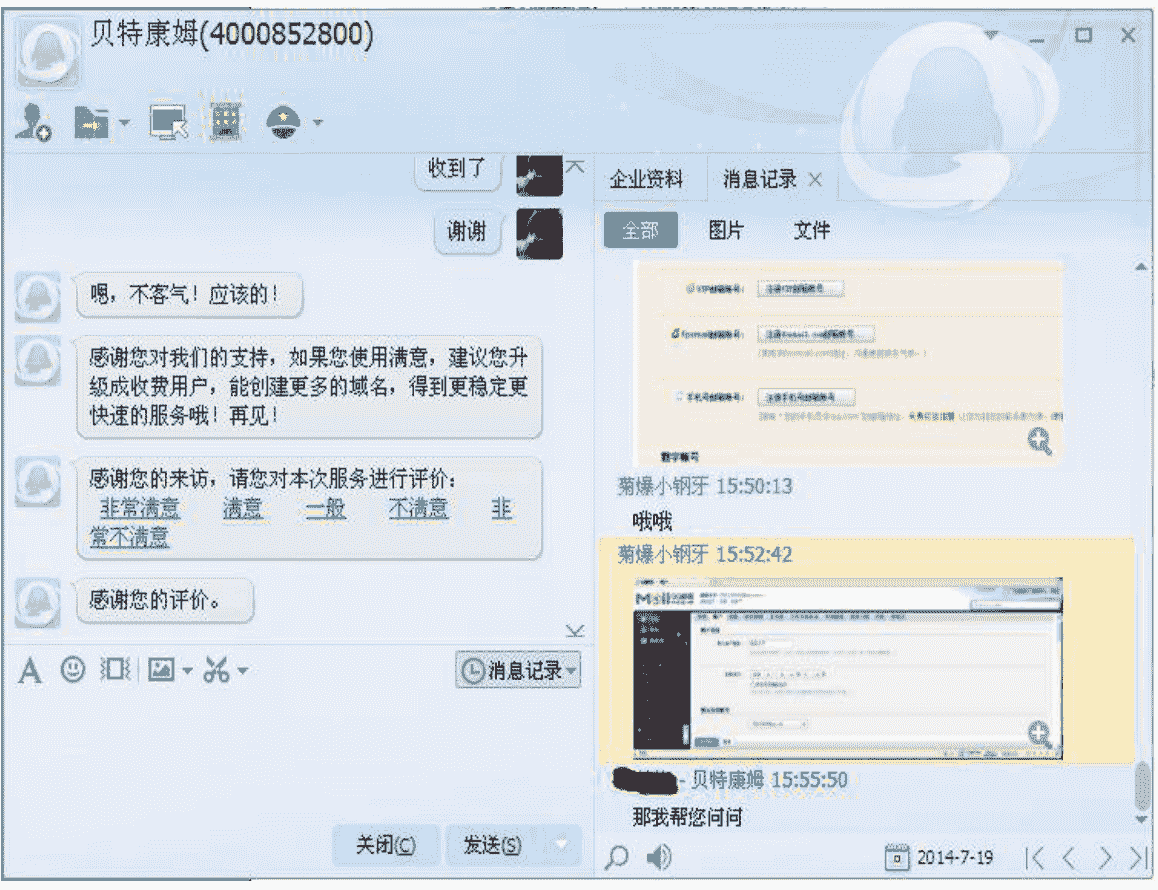 贝特康姆(4000852800)
收到了
谢谢
嗯，不客气！应该的！
感谢您对我们的支持，如果您使用满意，建议您升
级成收费用户，能创建更多的域名，得到更稳定更
快速的服务哦！再见！
感谢您的来访，请您对本次服务进行评价：
非常满意 满意 一般 不满意 非
常不满意
感谢您的评价。
消息记录
关闭(C) 发送(S)
企业资料 消息记录
全部 图片 文件
数字账号
菊爆小钢牙 15:50:13
哦哦
菊爆小钢牙 15:52:42
- 贝特康姆 15:55:50
那我帮您问问
2014-7-19